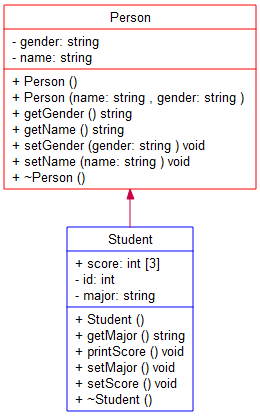 Person
- gender: string
- name: string
+ Person ()
+ Person (name: string , gender: string )
+ getGender () string
+ getName () string
+ setGender (gender: string ) void
+ setName (name: string ) void
+ ~Person ()
Student
+ score: int [3]
- id: int
- major: string
+ Student ()
+ getMajor () string
+ printScore () void
+ setMajor () void
+ setScore () void
+ ~Student ()